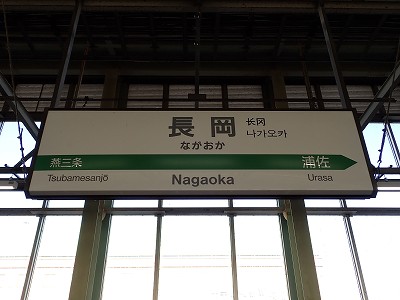 長岡
长冈
나가오카
ながおか
燕三条
浦佐
Tsubamesanjō
Nagaoka
Urasa